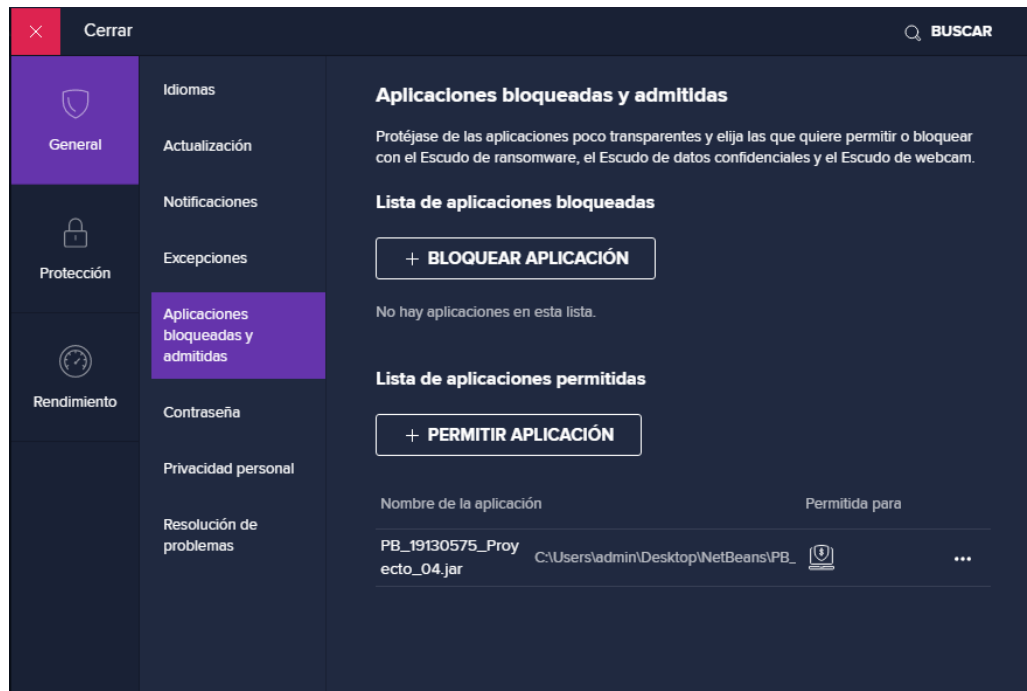 Cerrar
BUSCAR
General
Protección
Rendimiento
Idiomas
Actualización
Notificaciones
Excepciones
Aplicaciones
bloqueadas y
admitidas
Contraseña
Privacidad personal
Resolución de
problemas
Aplicaciones bloqueadas y admitidas
Protéjase de las aplicaciones poco transparentes y elija las que quiere permitir o bloquear
con el Escudo de ransomware, el Escudo de datos confidenciales y el Escudo de webcam.
Lista de aplicaciones bloqueadas
+ BLOQUEAR APLICACIÓN
No hay aplicaciones en esta lista.
Lista de aplicaciones permitidas
+ PERMITIR APLICACIÓN
Nombre de la aplicación Permitida para
PB_19130575_Proy
ecto_04.jar
C:\Users\admin\Desktop\NetBeans\PB_